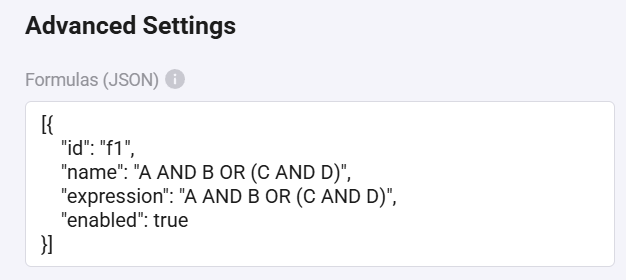 Advanced Settings
Formulas (JSON)
[{
"id": "f1",
"name": "A AND B OR (C AND D)",
"expression": "A AND B OR (C AND D)",
"enabled": true
}]